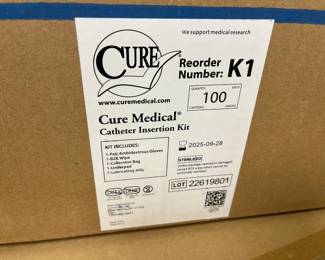 We support medical research
CURE
®
www.curemedical.com
Reorder
Number: K1
QUANTITY
100
EACH
Cure Medical®
Catheter Insertion Kit
KIT INCLUDES:
1-Pair Ambidextrous Gloves
1-BZK Wipe
1-Collection Bag
1-Underpad
1-Lubricating Jelly
2025-09-28
STERILE
LOT 22619801